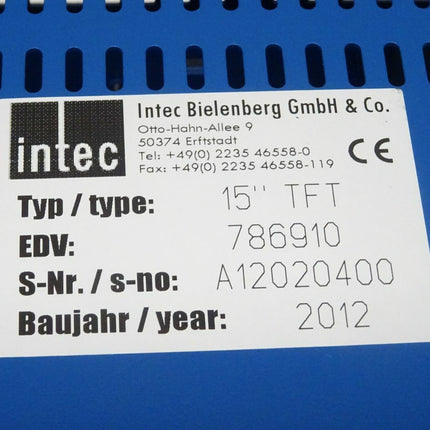 intec
Intec Bielenberg GmbH & Co.
Otto-Hahn-Allee 9
50374 Erftstadt
Tel: +49(0) 2235 46558-0
Fax: +49(0) 2235 46558-119
CE
Typ / type: 15'' TFT
EDV: 786910
S-Nr. / s-no: A12020400
Baujahr / year: 2012